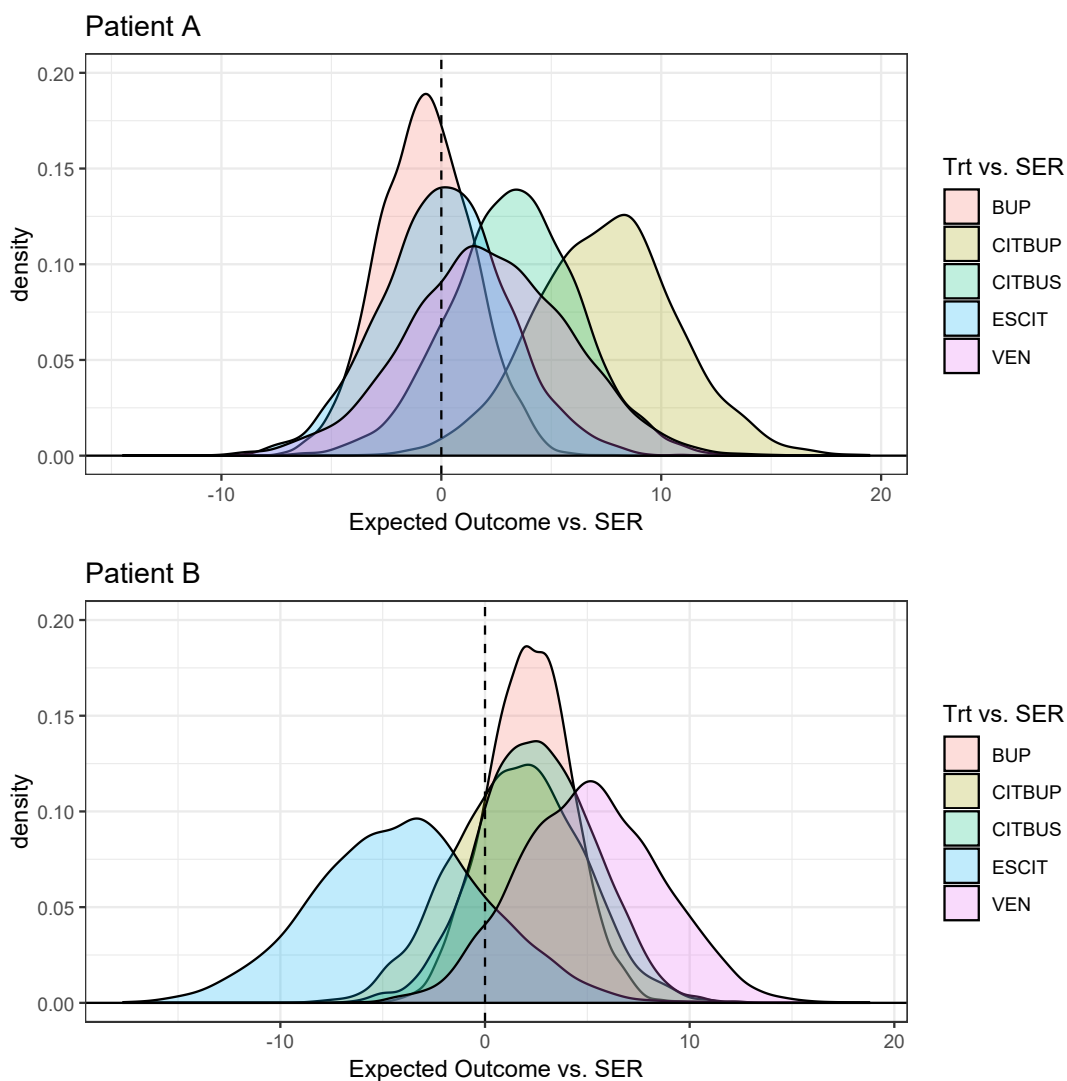 Patient A
0.20
0.15
0.10
0.05
0.00
density
-10 0 10 20
Expected Outcome vs. SER
Trt vs. SER
BUP
CITBUP
CITBUS
ESCIT
VEN
Patient B
0.20
0.15
0.10
0.05
0.00
density
-10 0 10 20
Expected Outcome vs. SER
Trt vs. SER
BUP
CITBUP
CITBUS
ESCIT
VEN